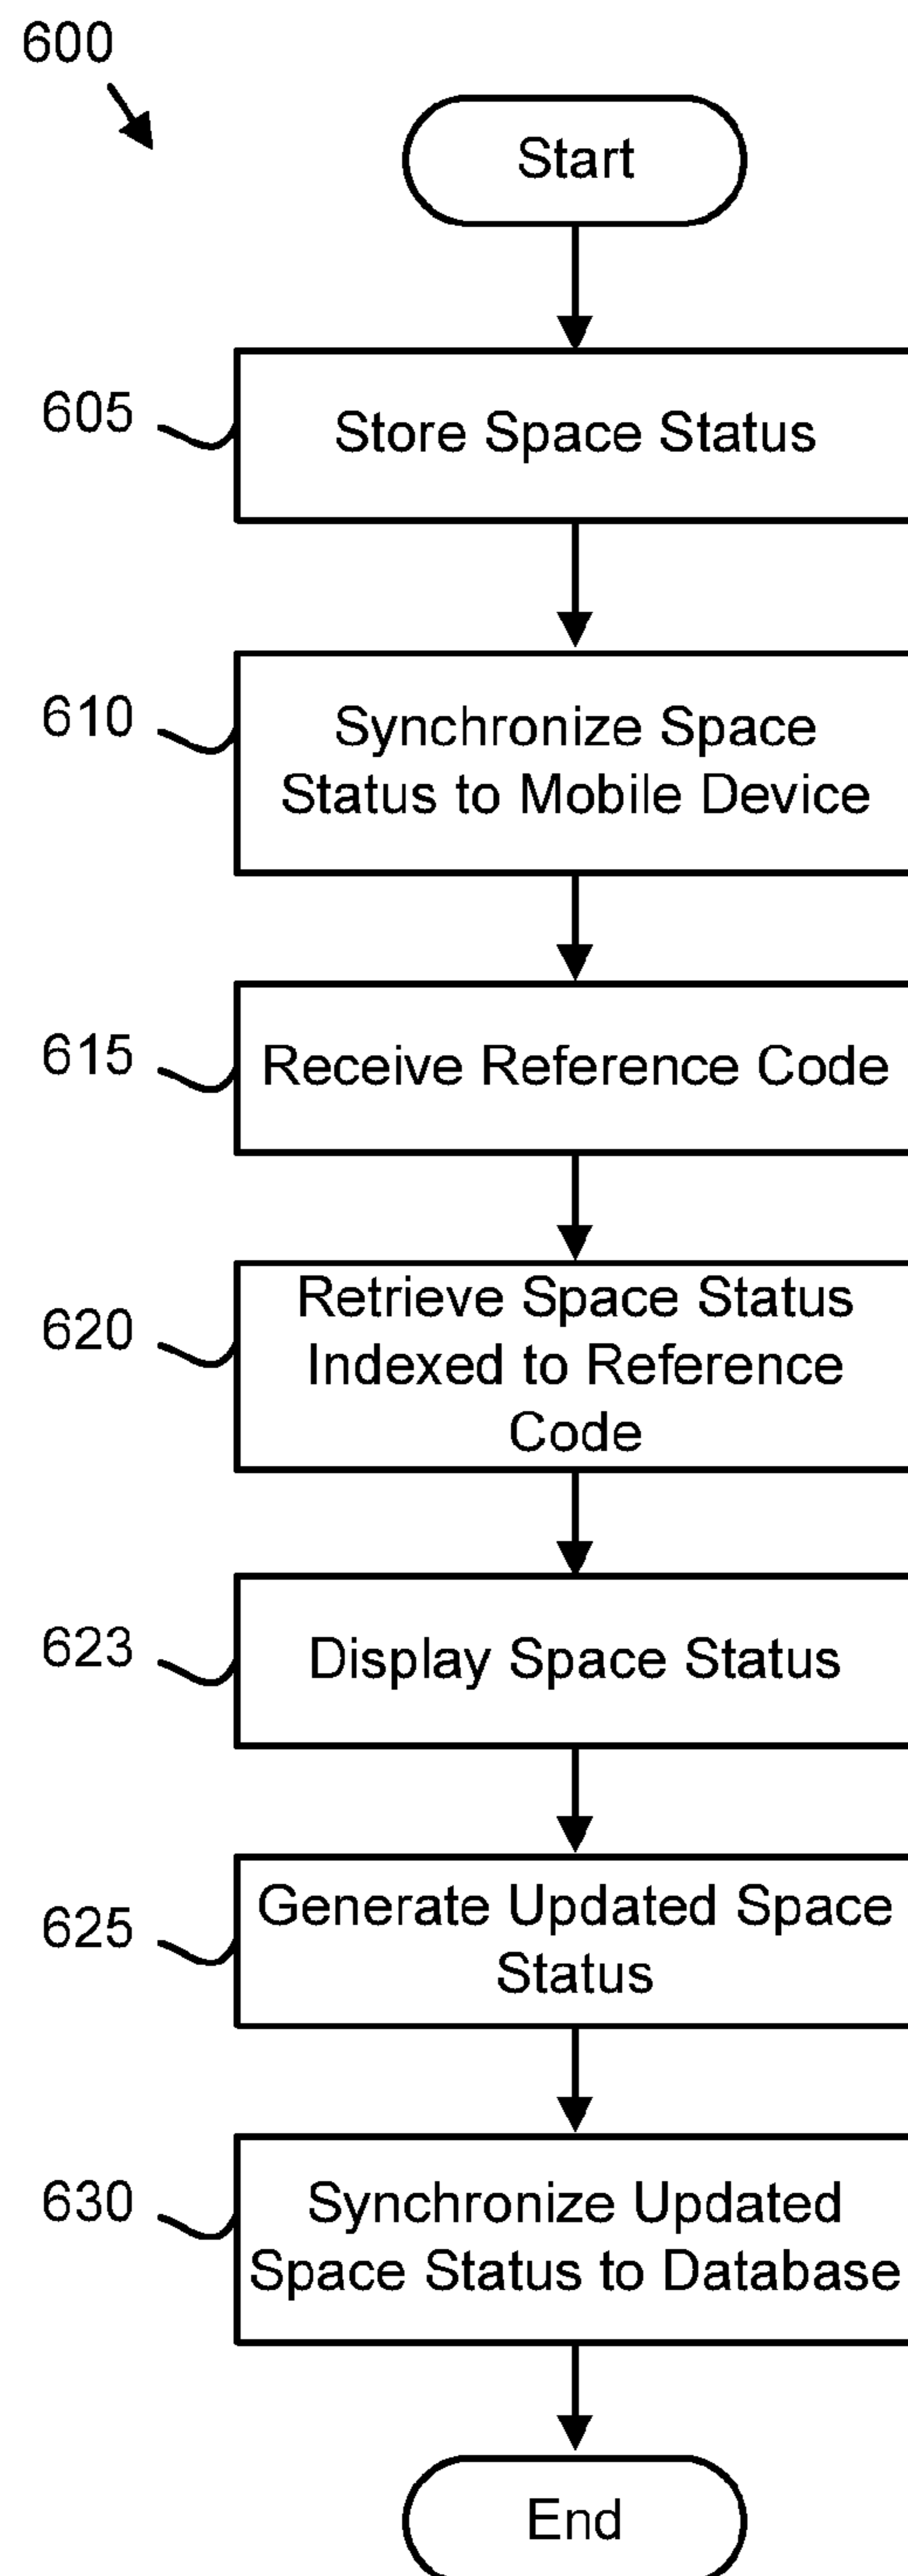 600
Start
605
Store Space Status
610
Synchronize Space
Status to Mobile Device
615
Receive Reference Code
620
Retrieve Space Status
Indexed to Reference
Code
623
Display Space Status
625
Generate Updated Space
Status
630
Synchronize Updated
Space Status to Database
End